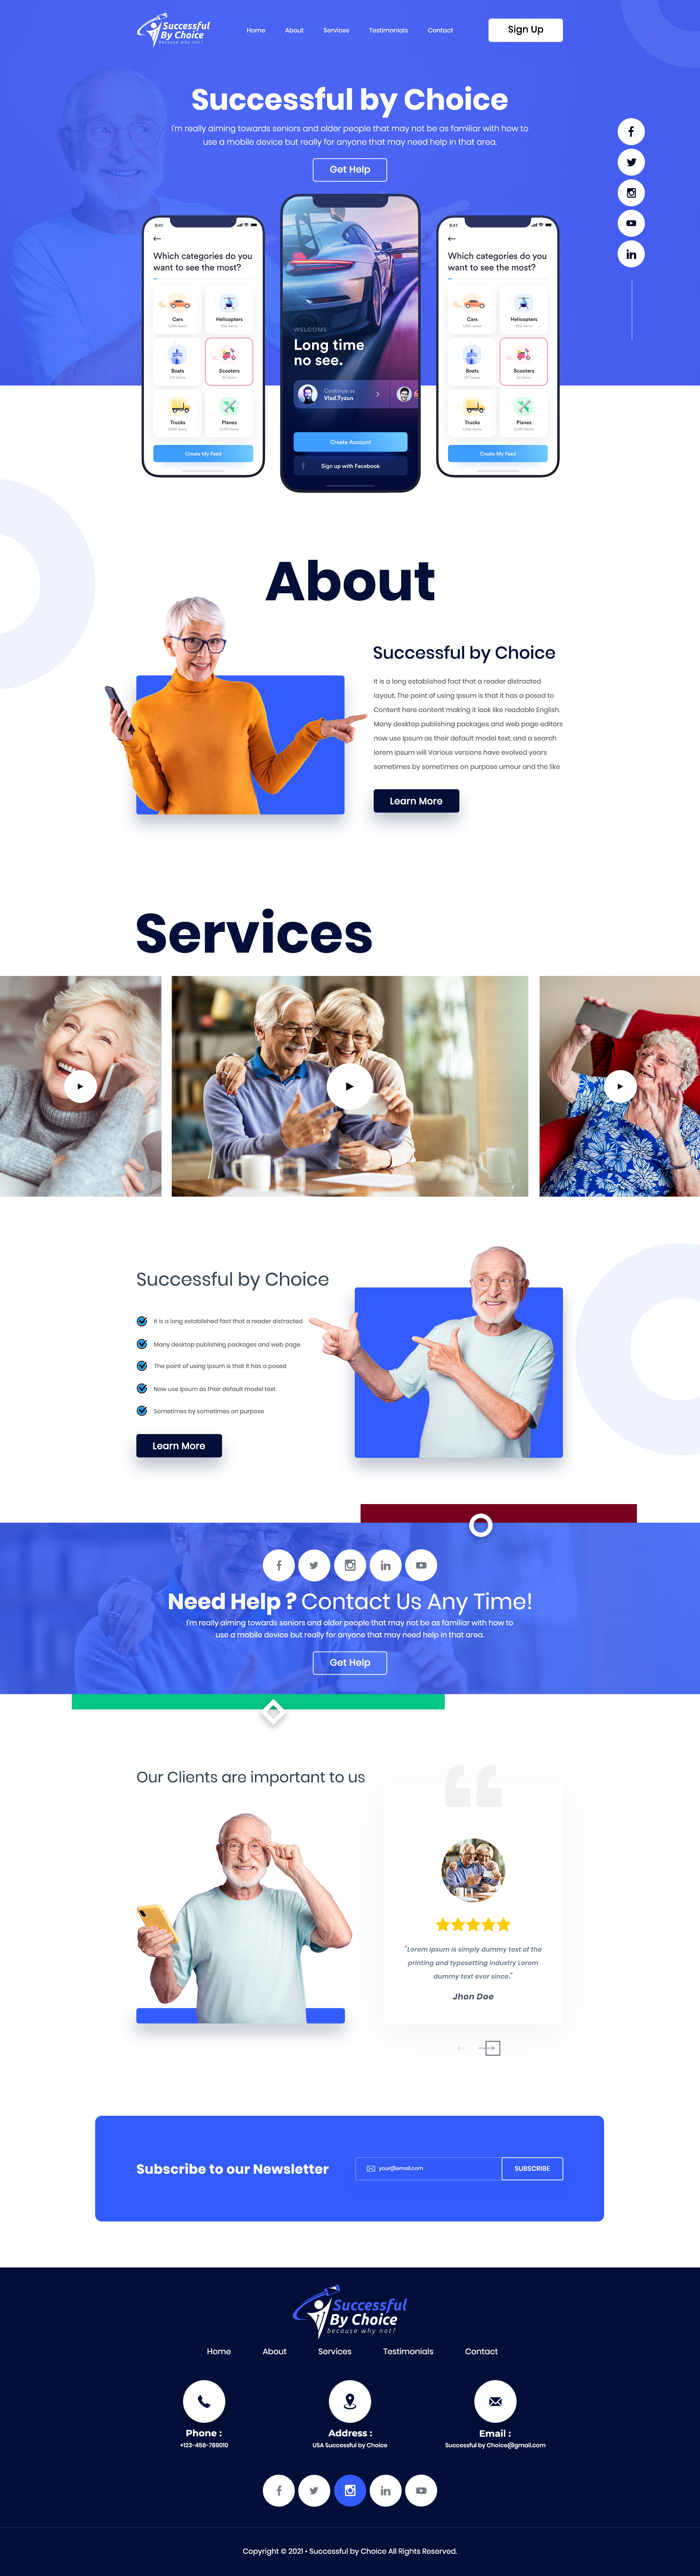 Successful
By Choice
because why not?
Home
About
Services
Testimonials
Contact
Sign Up
Successful by Choice
I'm really aiming towards seniors and older people that may not be as familiar with how to
use a mobile device but really for anyone that may need help in that area.
Get Help
9:41
Which categories do you
want to see the most?
Cars
Helicopters
Boats
Scooters
Trucks
Planes
Create My Feed
WELCOME
Long time
no see.
Continue as
Vlad.Tyzun
Create Account
Sign up with Facebook
9:41
Which categories do you
want to see the most?
Cars
Helicopters
Boats
Scooters
Trucks
Planes
Create My Feed
About
Successful by Choice
It is a long established fact that a reader distracted
layout. The point of using Ipsum is that it has a posed to
Content here content making it look like readable English.
Many desktop publishing packages and web page editors
now use Ipsum as their default model text, and a search
lorem ipsum will Various versions have evolved years
sometimes by sometimes on purpose umour and the like
Learn More
Services
Successful by Choice
It is a long established fact that a reader distracted
Many desktop publishing packages and web page
The point of using Ipsum is that it has a posed
Now use Ipsum as their default model text
Sometimes by sometimes on purpose
Learn More
Need Help ? Contact Us Any Time!
I'm really aiming towards seniors and older people that may not be as familiar with how to
use a mobile device but really for anyone that may need help in that area.
Get Help
Our Clients are important to us
"Lorem Ipsum is simply dummy text of the
printing and typesetting industry Lorem
dummy text ever since."
Jhon Doe
Subscribe to our Newsletter
your@email.com
SUBSCRIBE
Successful
By Choice
because why not?
Home
About
Services
Testimonials
Contact
Phone :
+123-456-789010
Address :
USA Successful by Choice
Email :
Successful by Choice@gmail.com
Copyright © 2021 • Successful by Choice All Rights Reserved.